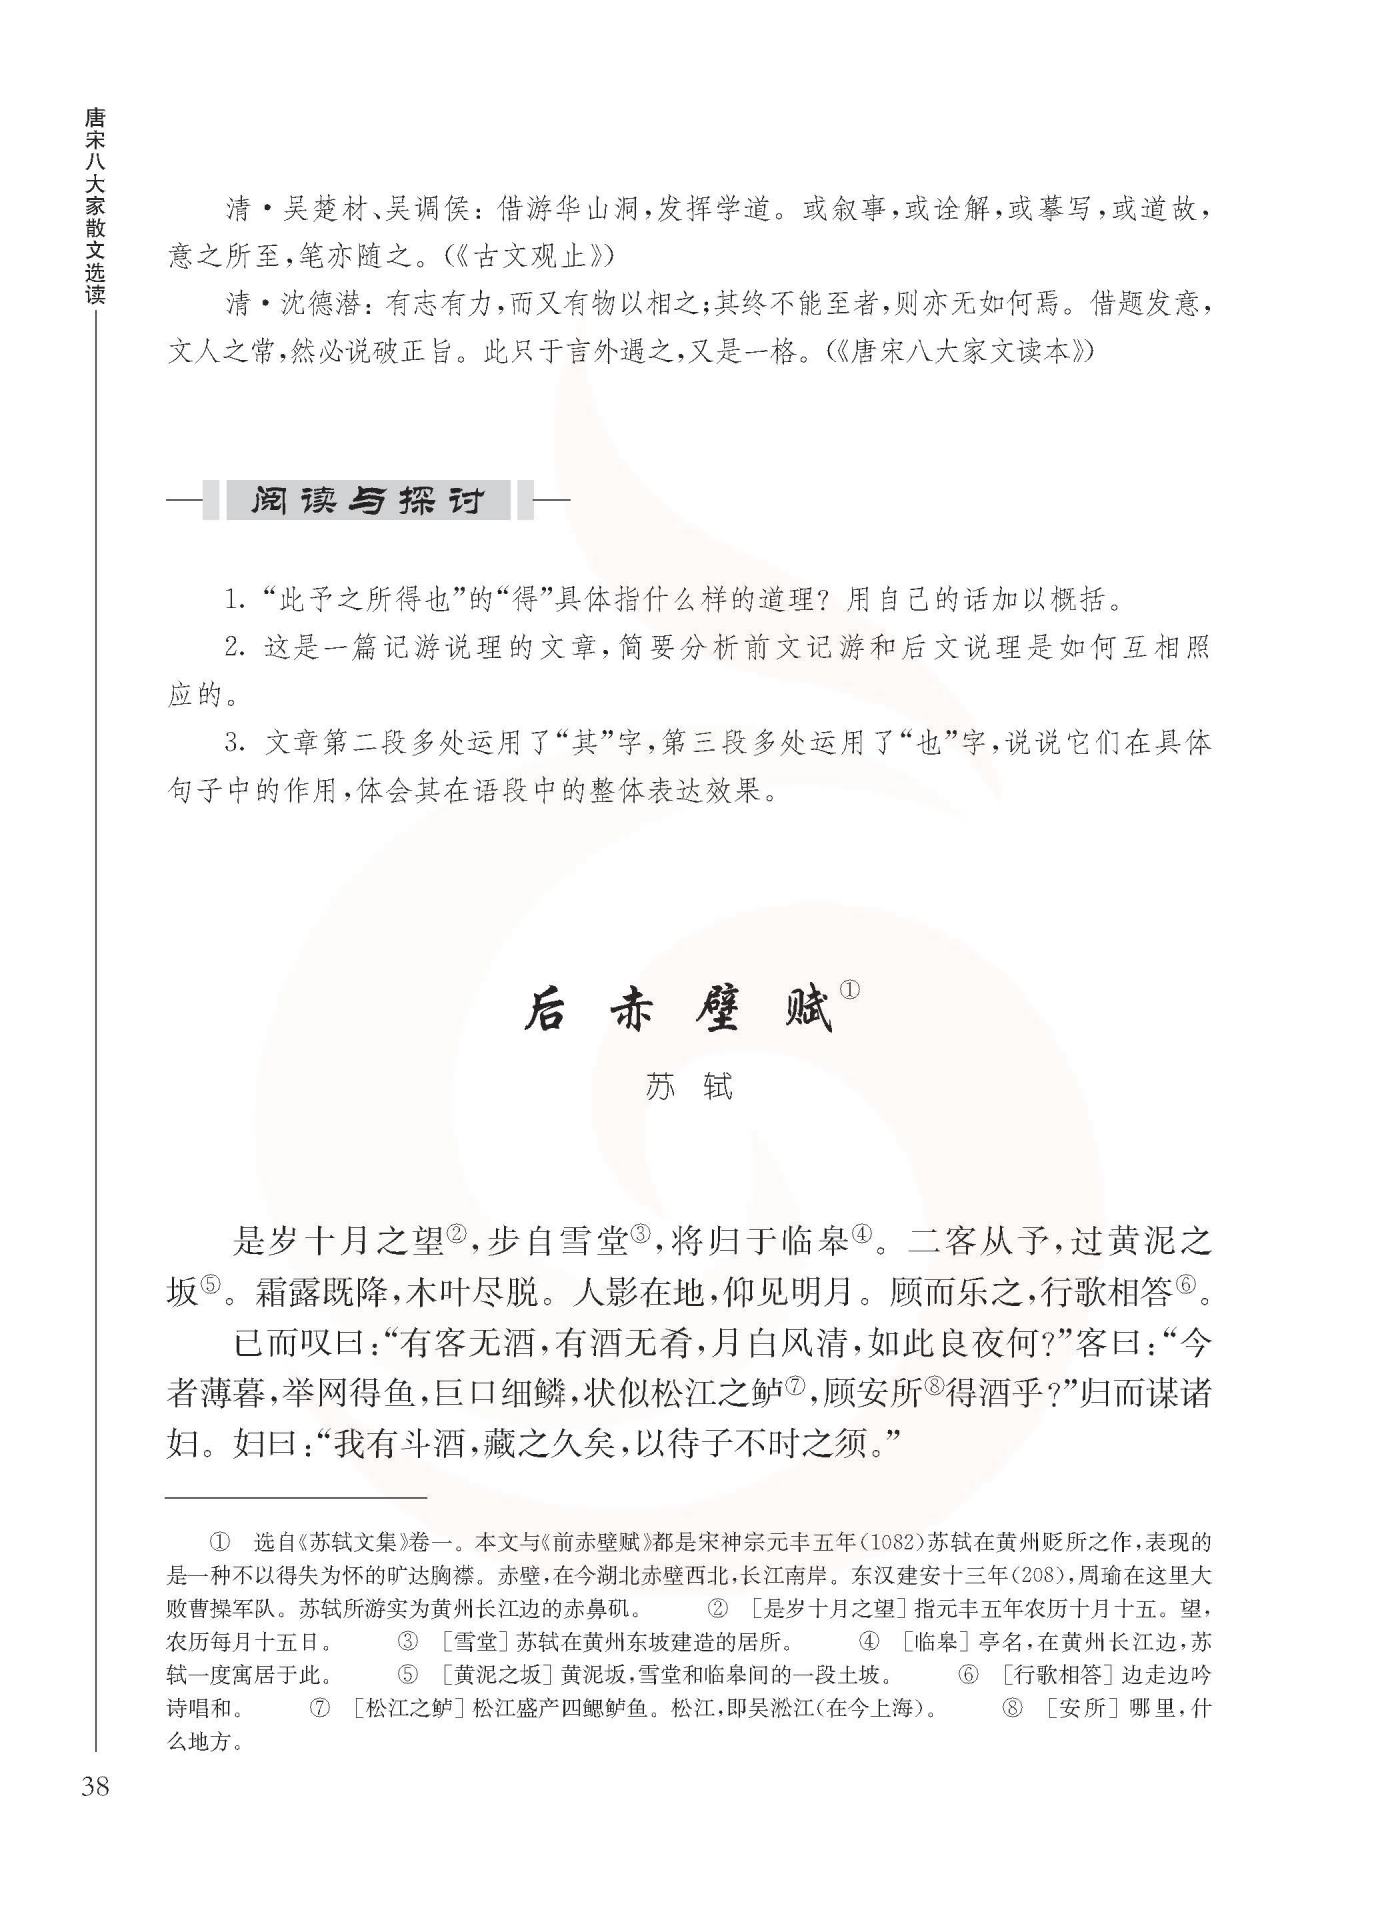 唐宋八大家散文选读
清·吴楚材、吴调侯：借游华山洞，发挥学道。或叙事，或诠解，或摹写，或道故，
意之所至，笔亦随之。（《古文观止》）
清·沈德潜：有志有力，而又有物以相之；其终不能至者，则亦无如何焉。借题发意，
文人之常，然必说破正旨。此只于言外遇之，又是一格。（《唐宋八大家文读本》）
阅读与探讨
1. “此予之所得也”的“得”具体指什么样的道理？用自己的话加以概括。
2. 这是一篇记游说理的文章，简要分析前文记游和后文说理是如何互相照
应的。
3. 文章第二段多处运用了“其”字，第三段多处运用了“也”字，说说它们在具体
句子中的作用，体会其在语段中的整体表达效果。
后赤壁赋①
苏 轼
是岁十月之望②，步自雪堂③，将归于临皋④。二客从予，过黄泥之
坂⑤。霜露既降，木叶尽脱。人影在地，仰见明月。顾而乐之，行歌相答⑥。
已而叹曰：“有客无酒，有酒无肴，月白风清，如此良夜何？”客曰：“今
者薄暮，举网得鱼，巨口细鳞，状似松江之鲈⑦，顾安所⑧得酒乎？”归而谋诸
妇。妇曰：“我有斗酒，藏之久矣，以待子不时之须。”
① 选自《苏轼文集》卷一。本文与《前赤壁赋》都是宋神宗元丰五年（1082）苏轼在黄州贬所之作，表现的
是一种不以得失为怀的旷达胸襟。赤壁，在今湖北赤壁西北，长江南岸。东汉建安十三年（208），周瑜在这里大
败曹操军队。苏轼所游实为黄州长江边的赤鼻矶。 ② ［是岁十月之望］指元丰五年农历十月十五。望，
农历每月十五日。 ③ ［雪堂］苏轼在黄州东坡建造的居所。 ④ ［临皋］亭名，在黄州长江边，苏
轼一度寓居于此。 ⑤ ［黄泥之坂］黄泥坂，雪堂和临皋间的一段土坡。 ⑥ ［行歌相答］边走边吟
诗唱和。 ⑦ ［松江之鲈］松江盛产四鳃鲈鱼。松江，即吴淞江（在今上海）。 ⑧ ［安所］哪里，什
么地方。
38